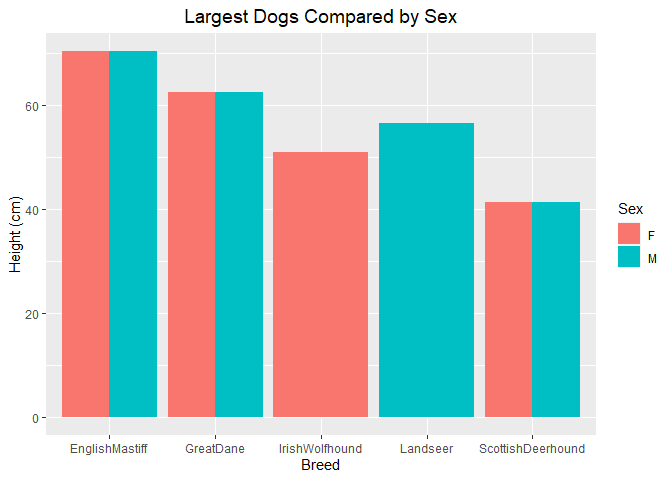 Largest Dogs Compared by Sex
Height (cm)
60
40
20
0
EnglishMastiff
GreatDane
IrishWolfhound
Landseer
ScottishDeerhound
Breed
Sex
F
M